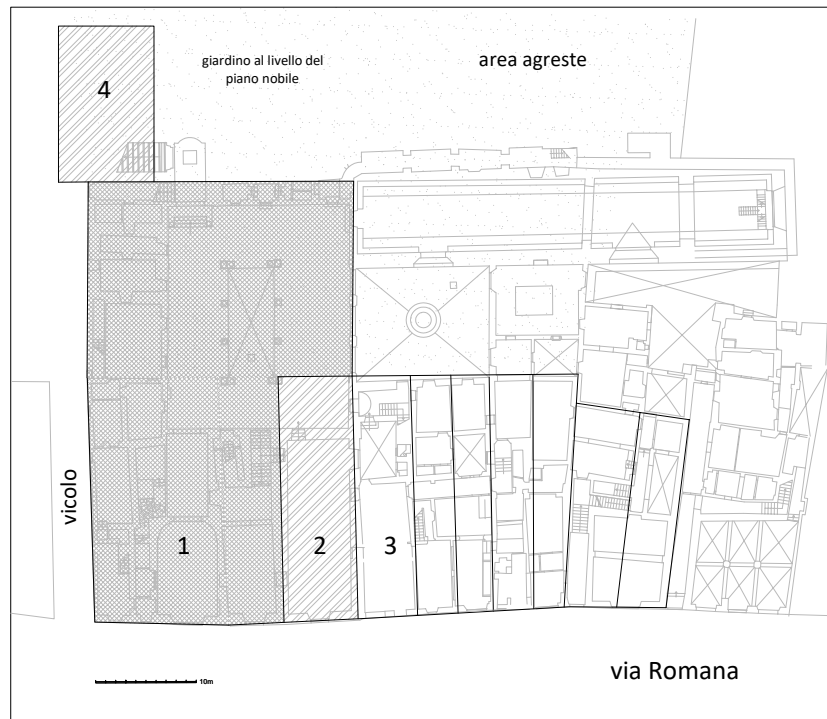 4
giardino al livello del
piano nobile
area agreste
vicolo
1
2
3
10m
via Romana